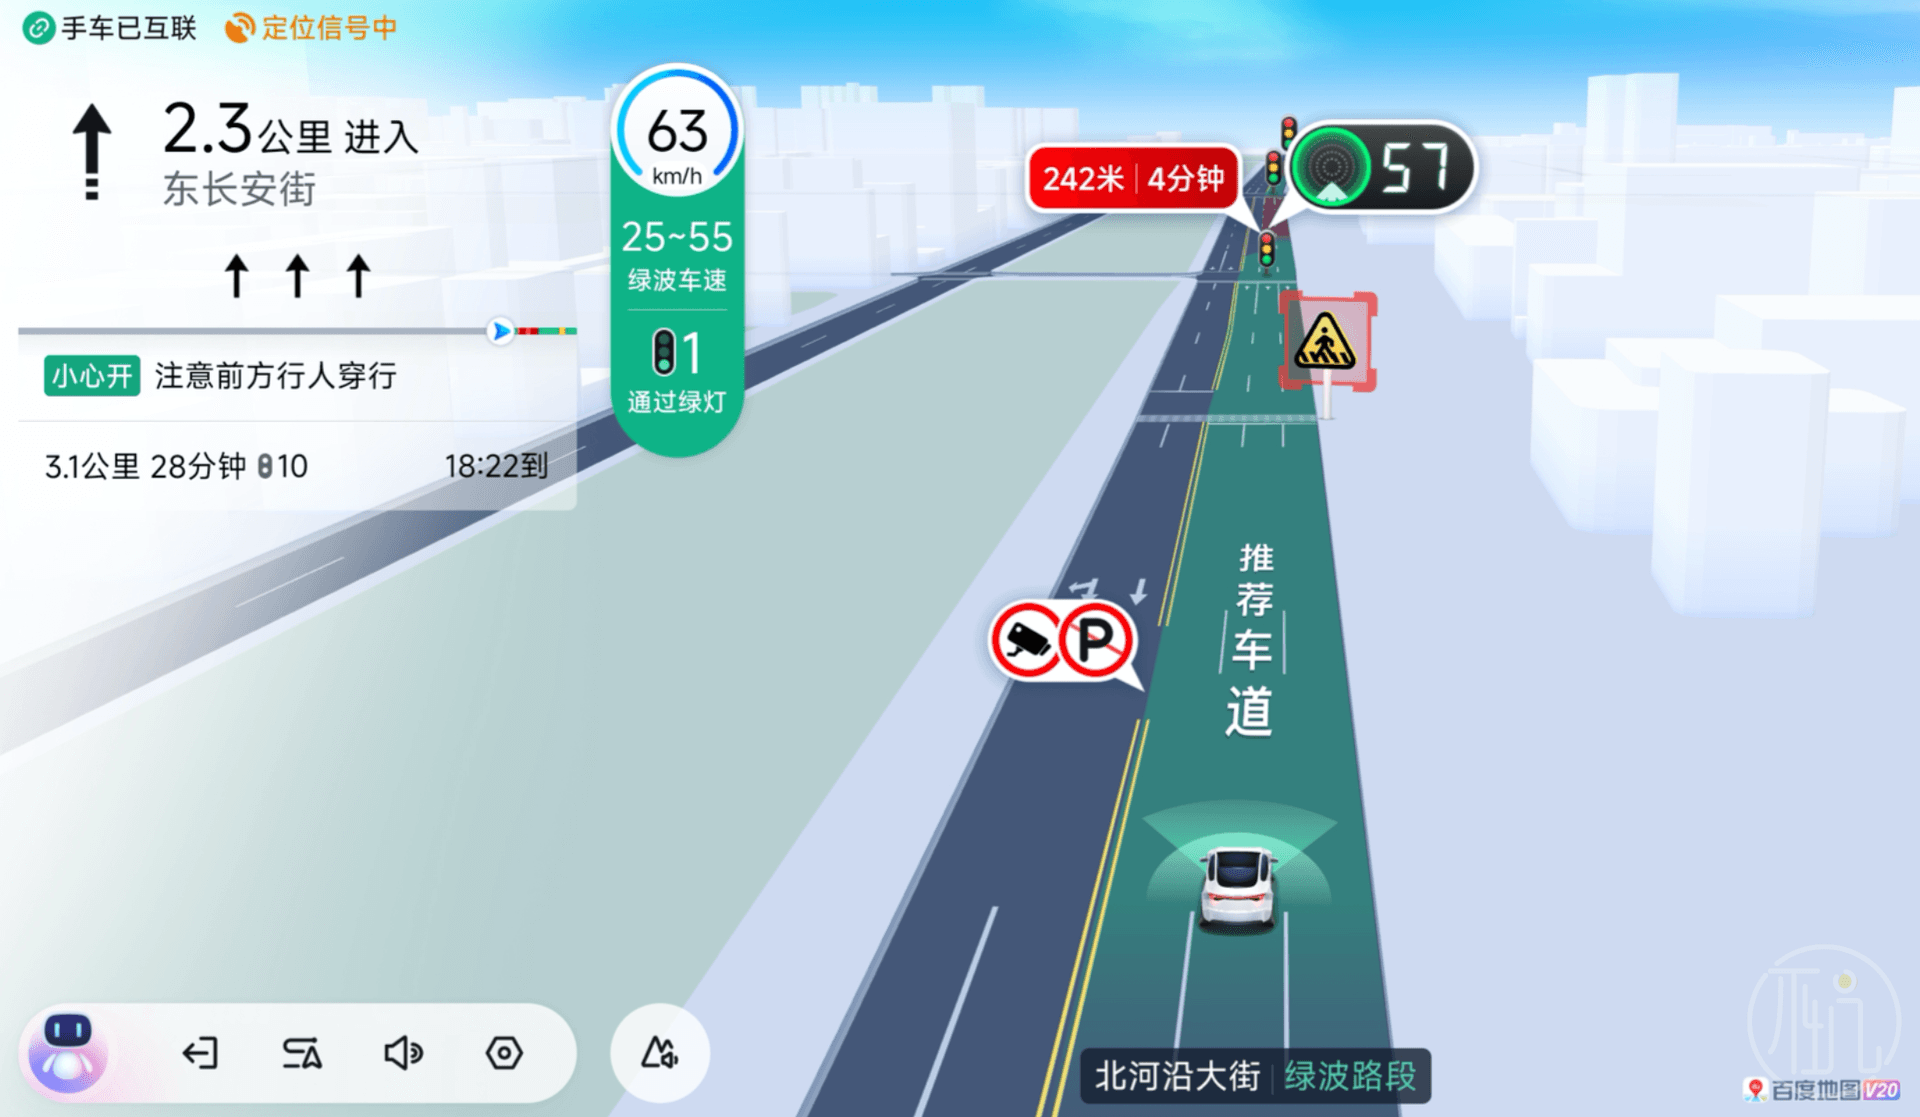 手车已互联 定位信号中
2.3公里 进入
东长安街
小心开 注意前方行人穿行
3.1公里 28分钟 10 18:22到
63
km/h
25~55
绿波车速
1
通过绿灯
242米 4分钟
57
P
推荐车道
北河沿大街 绿波路段
百度地图 V20